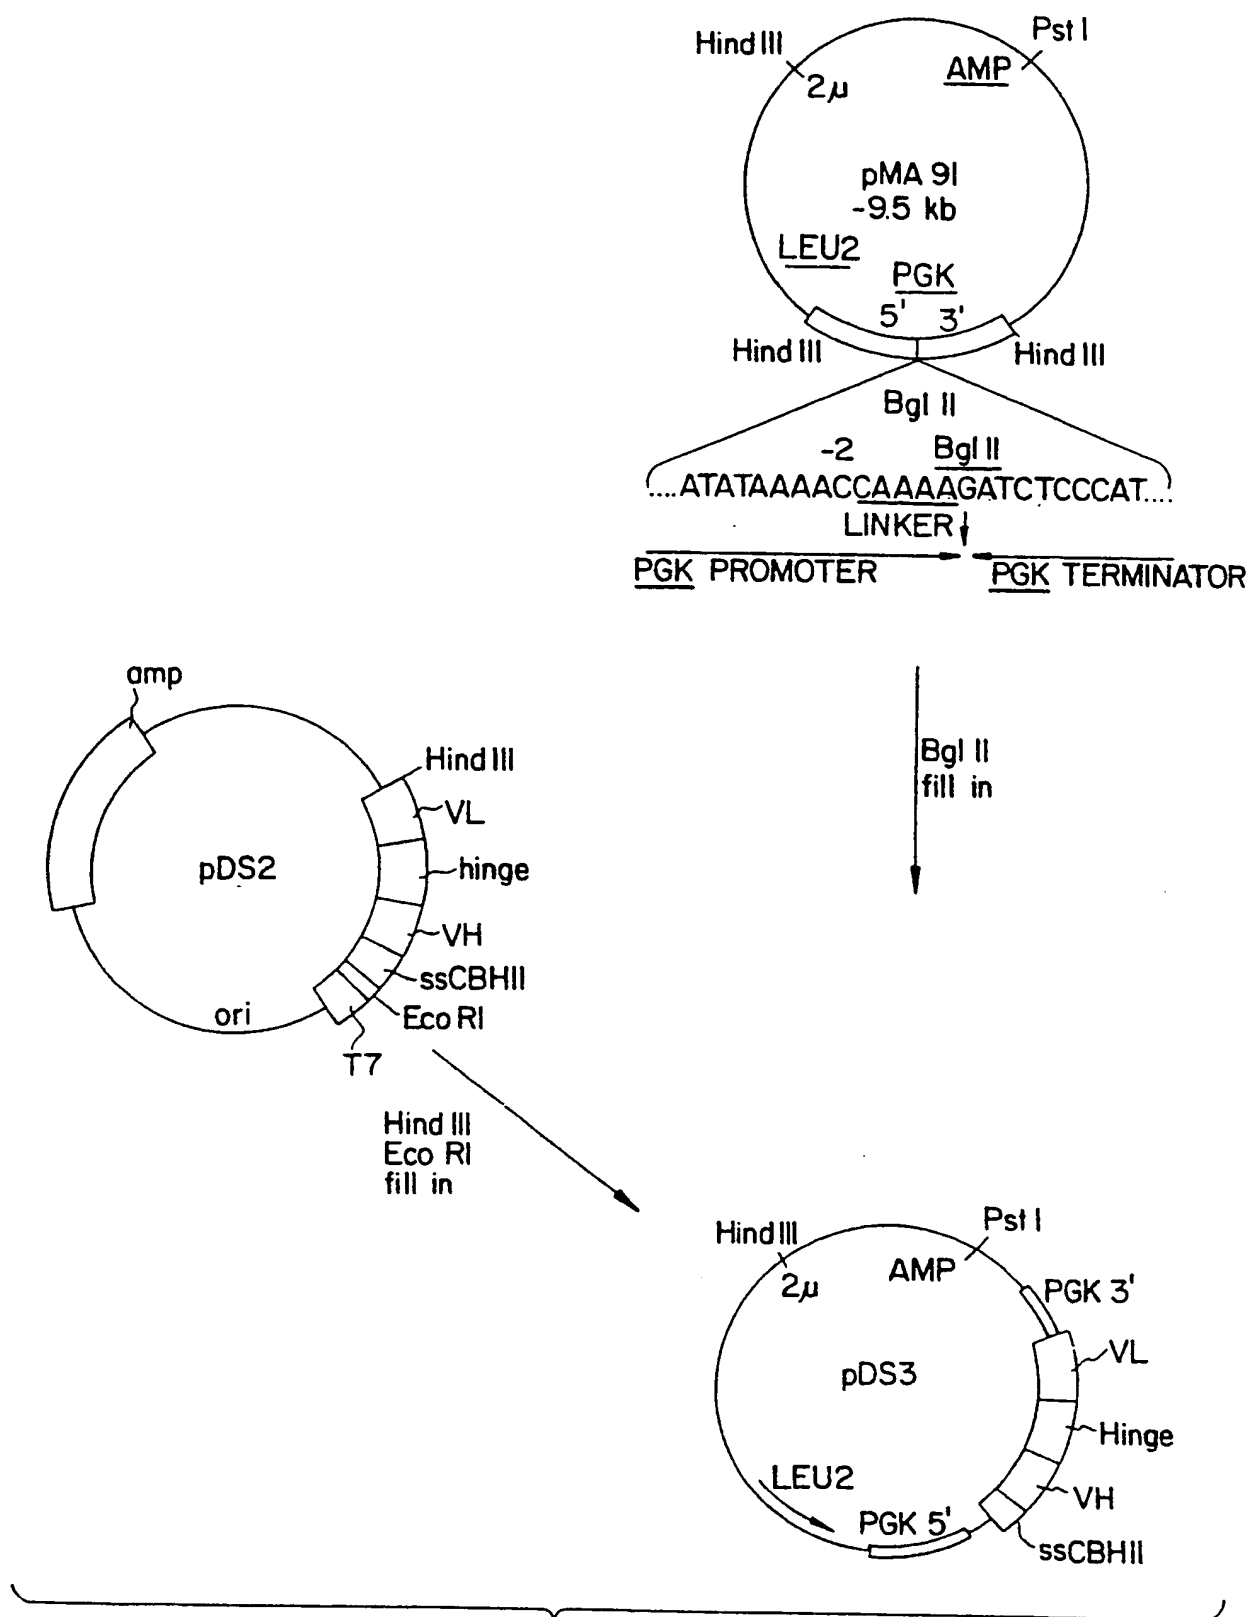 Hind III
Pst I
2µ
AMP
pMA 91
~9.5 kb
LEU2
PGK
5' 3'
Hind III
Hind III
Bgl II
-2
Bgl II
....ATATAAAACCAAAAGATCTCCCAT....
LINKER
PGK PROMOTER
PGK TERMINATOR
amp
Hind III
VL
pDS2
hinge
VH
ssCBHII
ori
Eco RI
T7
Bgl II
fill in
Hind III
Eco RI
fill in
Hind III
Pst I
2µ
AMP
PGK 3'
VL
pDS3
Hinge
LEU2
VH
PGK 5'
ssCBHII